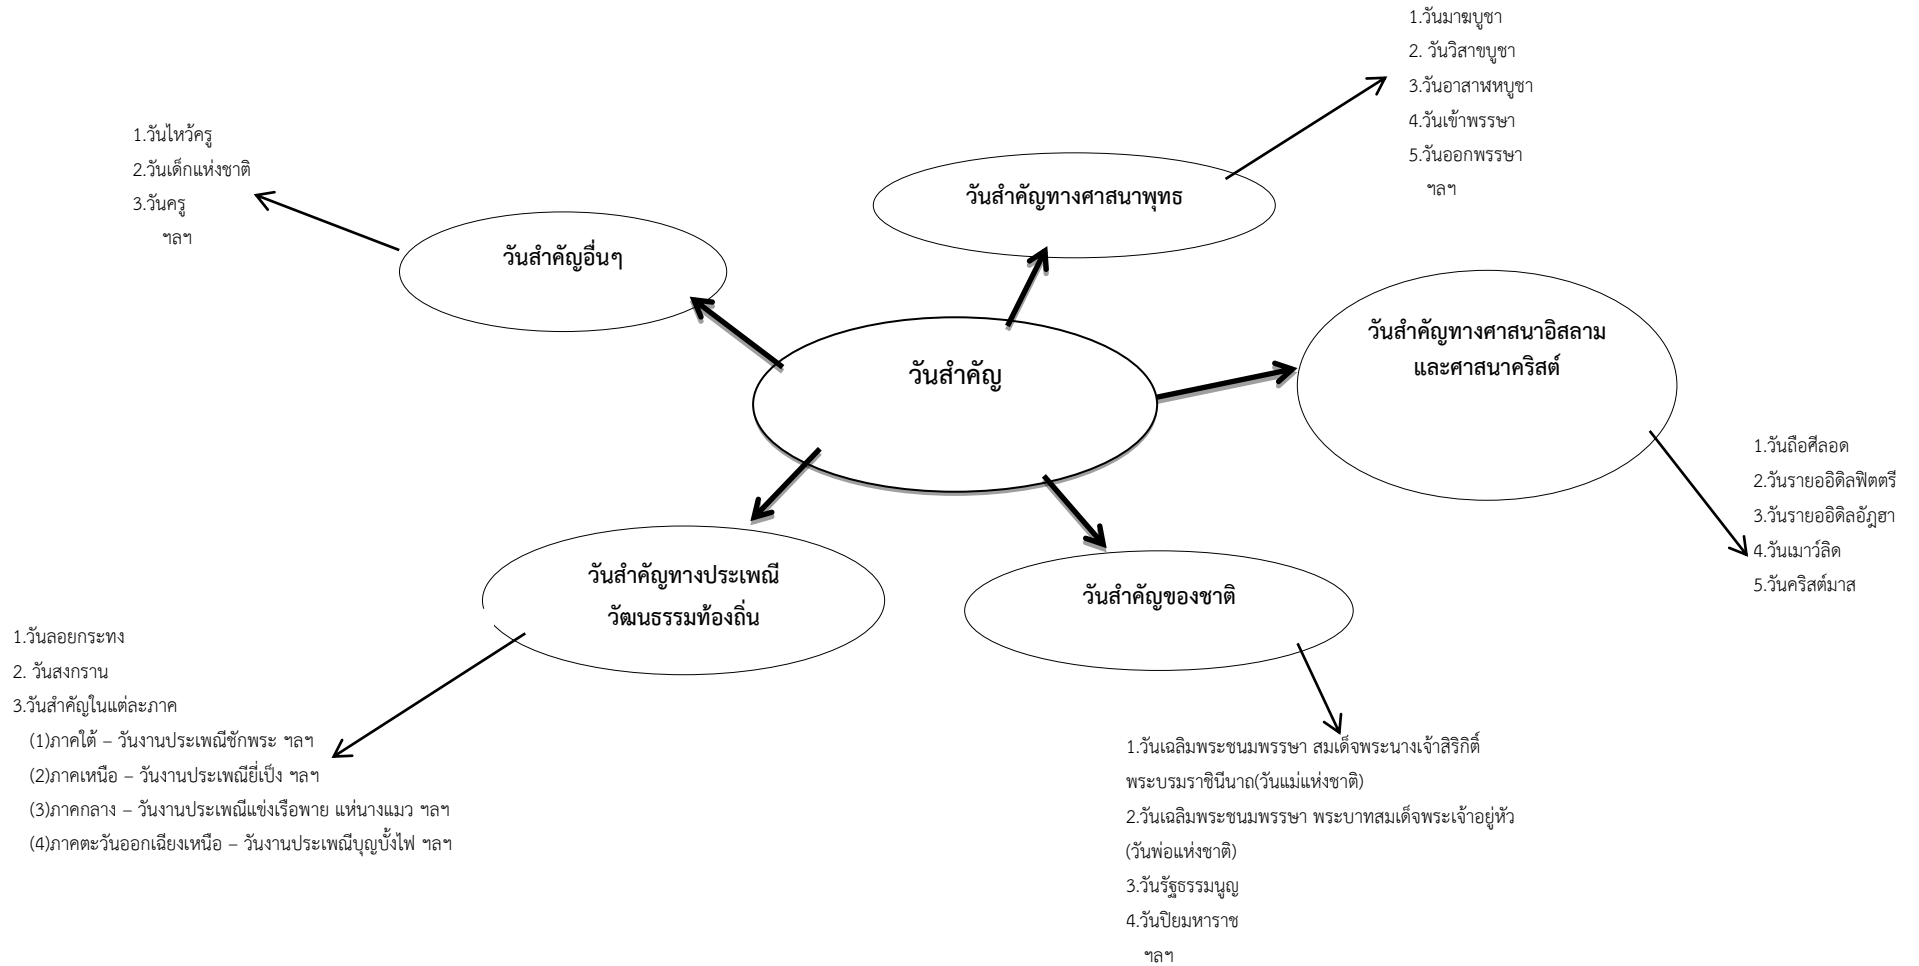 วันสำคัญ
วันสำคัญทางศาสนาพุทธ
1.วันมาฆบูชา
2. วันวิสาขบูชา
3.วันอาสาฬหบูชา
4.วันเข้าพรรษา
5.วันออกพรรษา
ฯลฯ
วันสำคัญทางศาสนาอิสลาม
และศาสนาคริสต์
1.วันถือศีลอด
2.วันรายออิดิลฟิตตรี
3.วันรายออิดิลอัฎฮา
4.วันเมาว์ลิด
5.วันคริสต์มาส
วันสำคัญของชาติ
1.วันเฉลิมพระชนมพรรษา สมเด็จพระนางเจ้าสิริกิติ์
พระบรมราชินีนาถ(วันแม่แห่งชาติ)
2.วันเฉลิมพระชนมพรรษา พระบาทสมเด็จพระเจ้าอยู่หัว
(วันพ่อแห่งชาติ)
3.วันรัฐธรรมนูญ
4.วันปิยมหาราช
ฯลฯ
วันสำคัญทางประเพณี
วัฒนธรรมท้องถิ่น
1.วันลอยกระทง
2. วันสงกราน
3.วันสำคัญในแต่ละภาค
(1)ภาคใต้ – วันงานประเพณีชักพระ ฯลฯ
(2)ภาคเหนือ – วันงานประเพณียี่เป็ง ฯลฯ
(3)ภาคกลาง – วันงานประเพณีแข่งเรือพาย แห่นางแมว ฯลฯ
(4)ภาคตะวันออกเฉียงเหนือ – วันงานประเพณีบุญบั้งไฟ ฯลฯ
วันสำคัญอื่นๆ
1.วันไหว้ครู
2.วันเด็กแห่งชาติ
3.วันครู
ฯลฯ